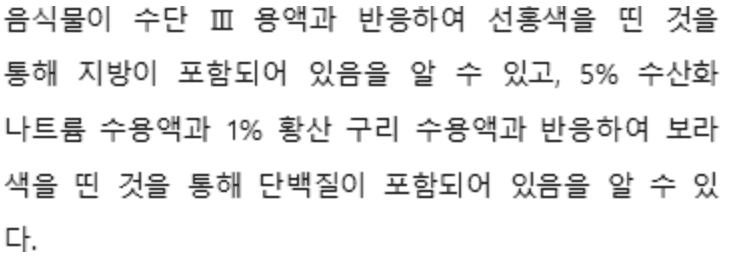 음식물이 수단 Ⅲ 용액과 반응하여 선홍색을 띤 것을
통해 지방이 포함되어 있음을 알 수 있고, 5% 수산화
나트륨 수용액과 1% 황산 구리 수용액과 반응하여 보라
색을 띤 것을 통해 단백질이 포함되어 있음을 알 수 있
다.